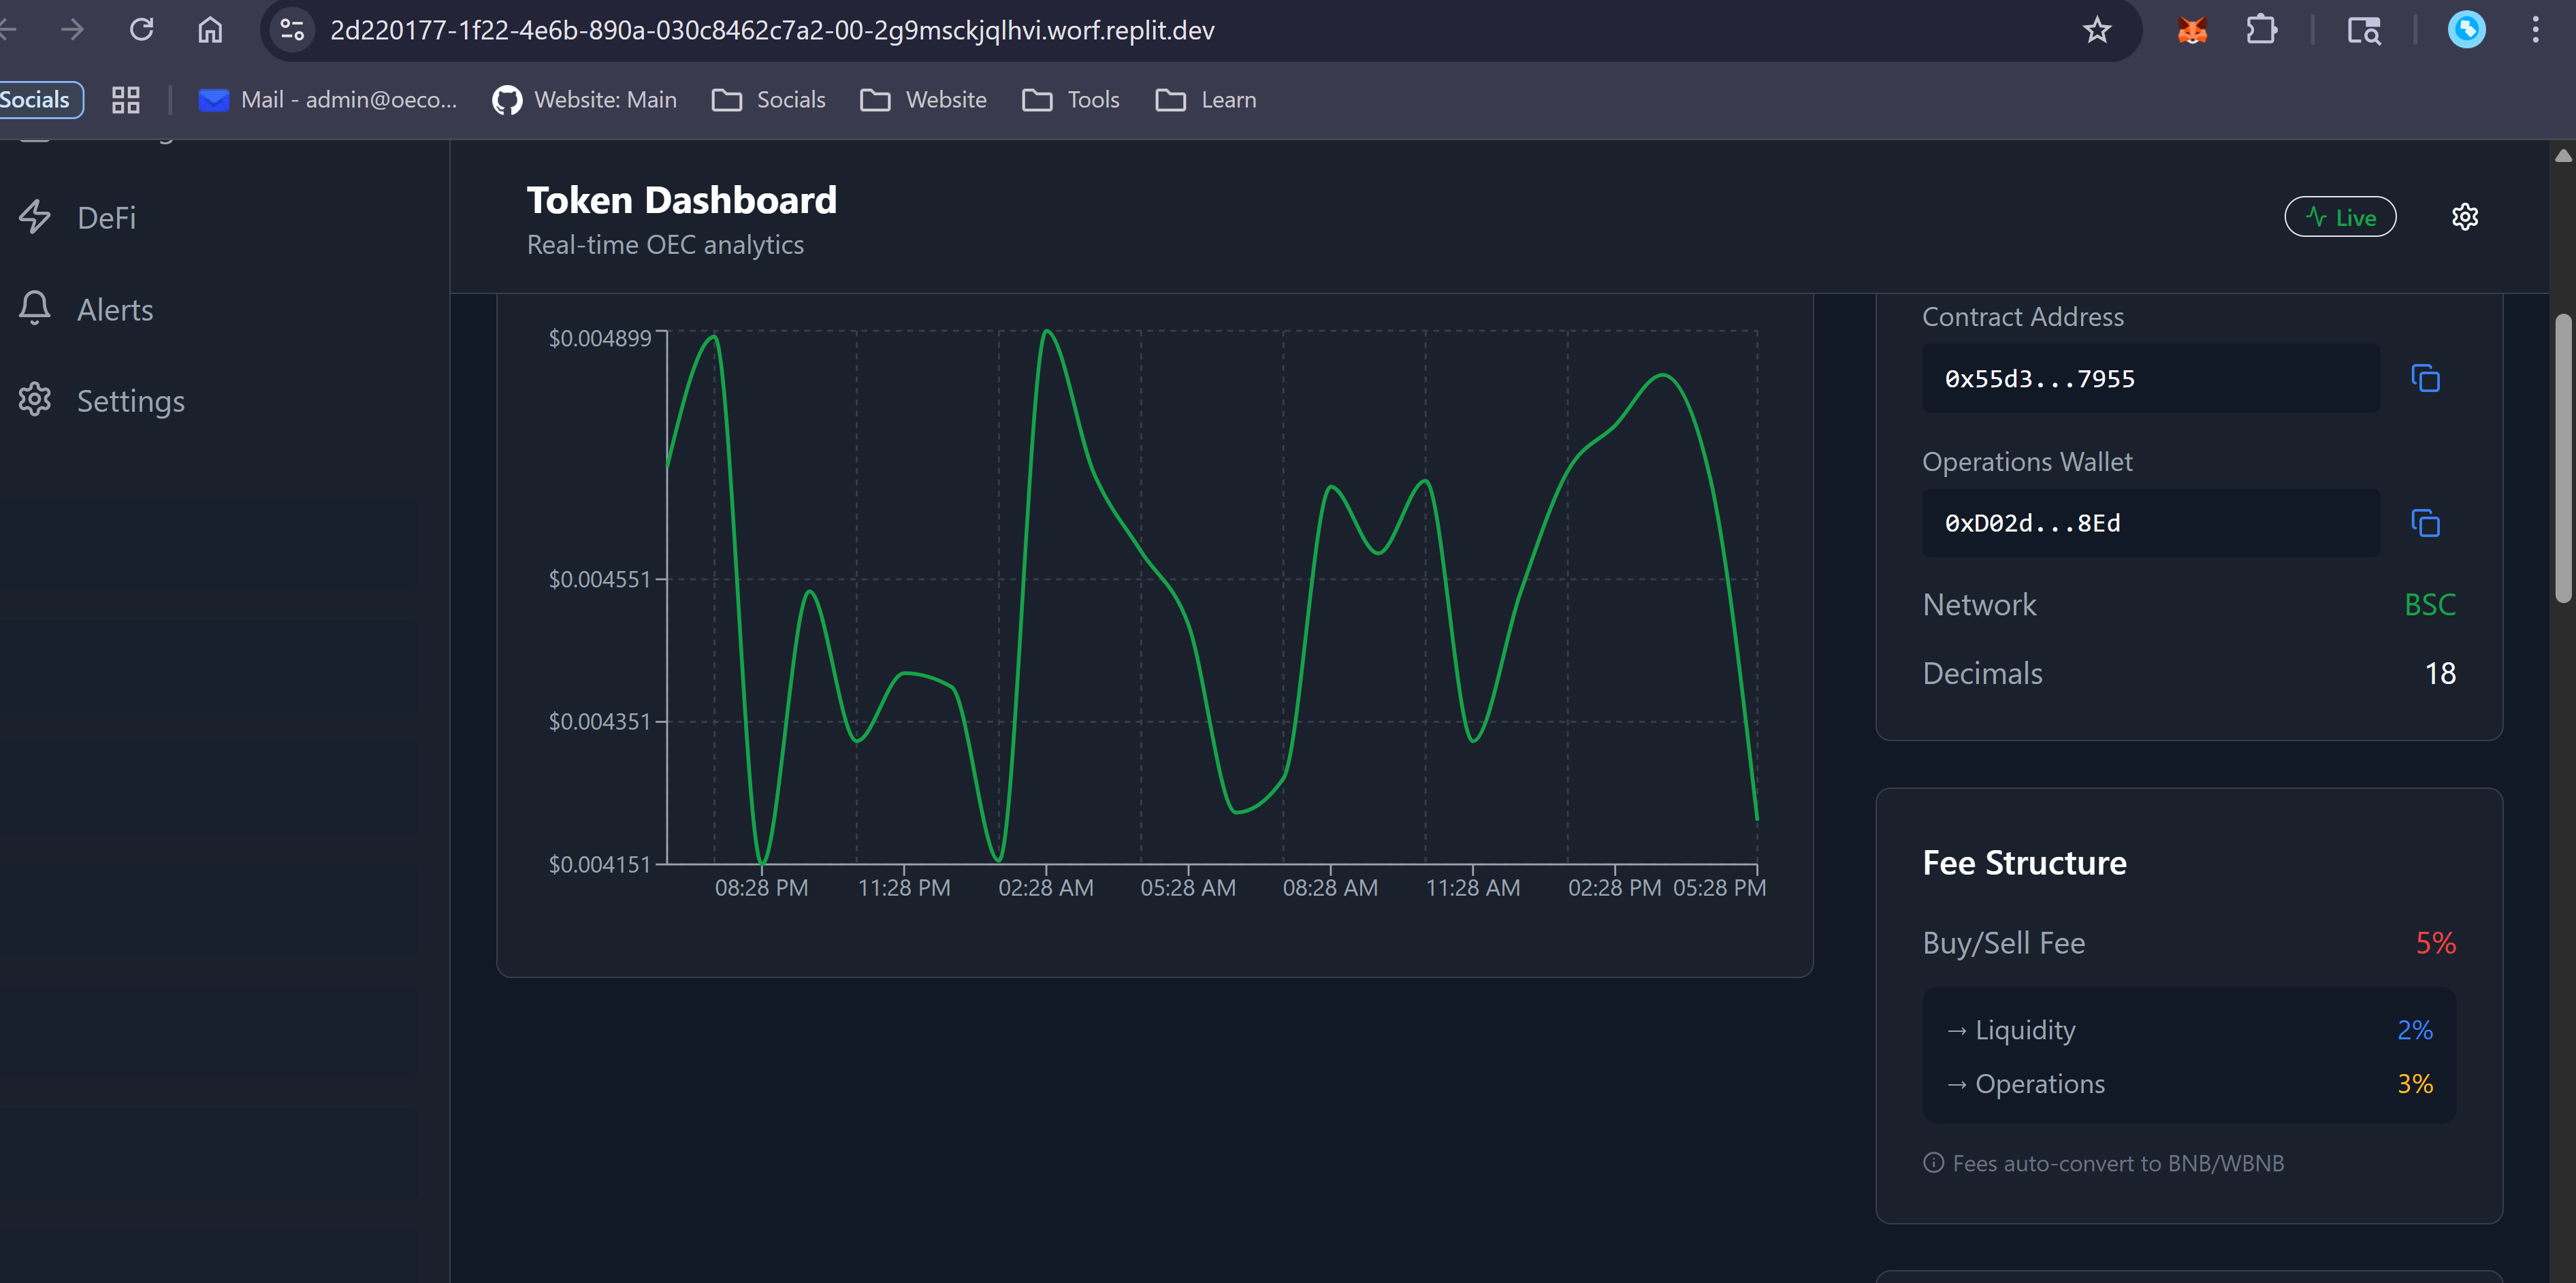 2d220177-1f22-4e6b-890a-030c8462c7a2-00-2g9msckjqlhvi.worf.replit.dev
Socials
Mail - admin@oeco...
Website: Main
Socials
Website
Tools
Learn
DeFi
Alerts
Settings
Token Dashboard
Real-time OEC analytics
Live
$0.004899
$0.004551
$0.004351
$0.004151
08:28 PM
11:28 PM
02:28 AM
05:28 AM
08:28 AM
11:28 AM
02:28 PM
05:28 PM
Contract Address
0x55d3...7955
Operations Wallet
0xD02d...8Ed
Network BSC
Decimals 18
Fee Structure
Buy/Sell Fee 5%
→ Liquidity 2%
→ Operations 3%
Fees auto-convert to BNB/WBNB